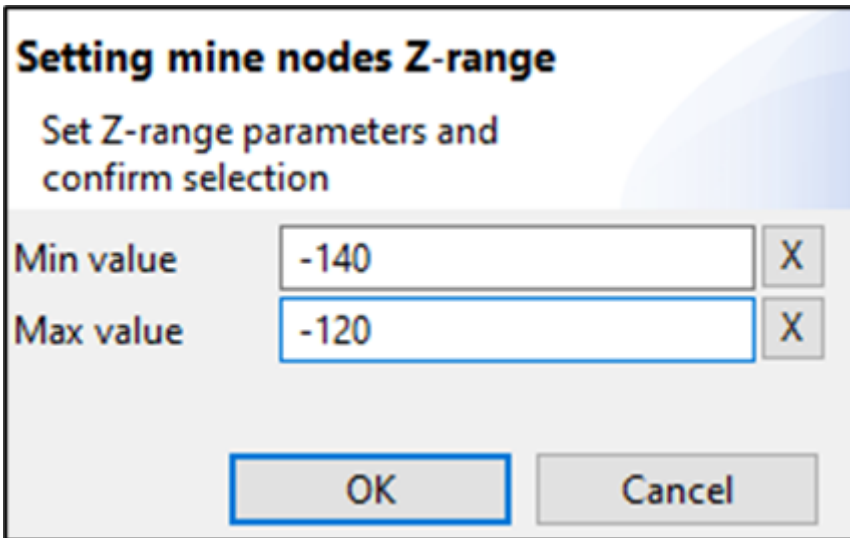 Setting mine nodes Z-range
Set Z-range parameters and
confirm selection
Min value -140 X
Max value -120 X
OK Cancel